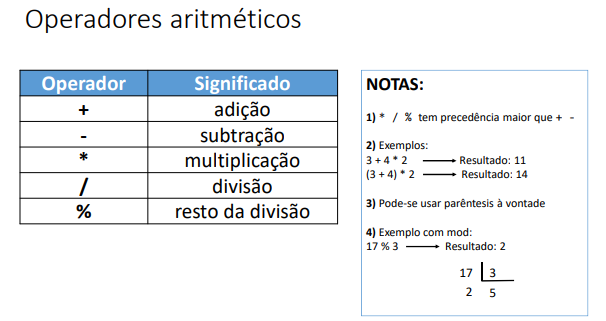 Operadores aritméticos
Operador Significado
+ adição
- subtração
* multiplicação
/ divisão
% resto da divisão
NOTAS:
1) * / % tem precedência maior que + -
2) Exemplos:
3 + 4 * 2 → Resultado: 11
(3 + 4) * 2 → Resultado: 14
3) Pode-se usar parêntesis à vontade
4) Exemplo com mod:
17 % 3 → Resultado: 2
17 3
2 5